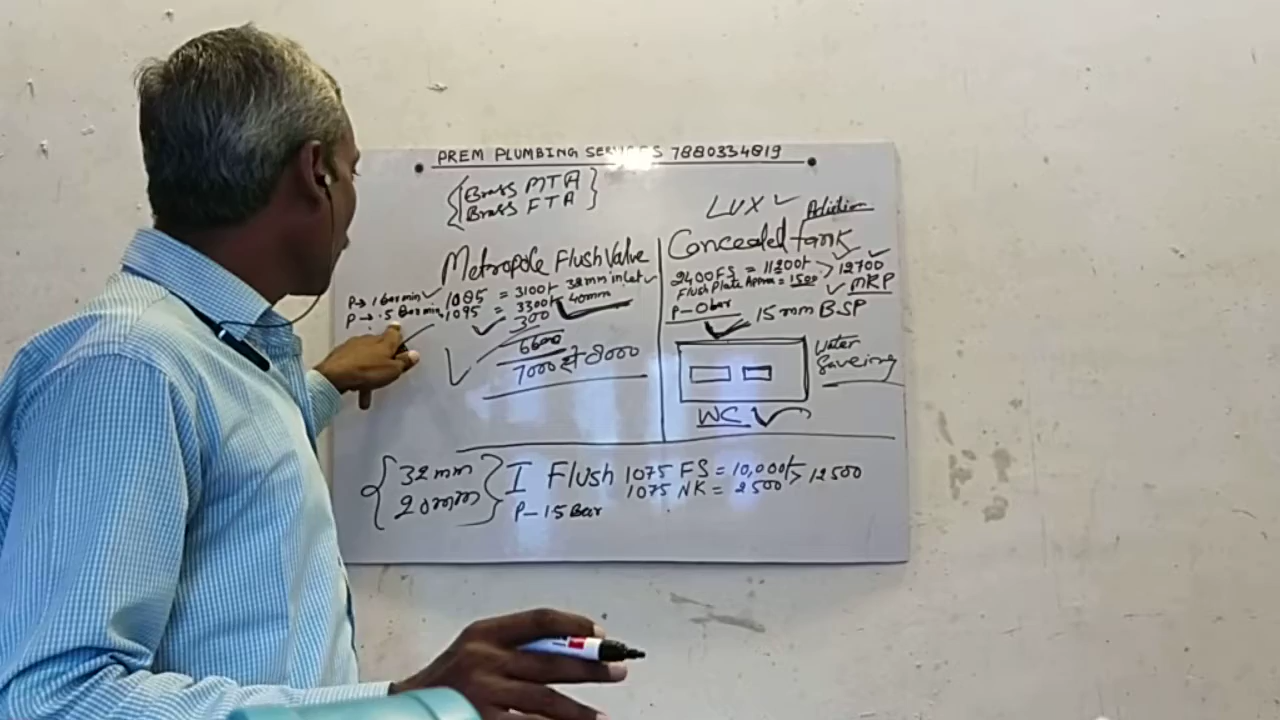 PREM PLUMBING SERVICES 7880334819
{Brass MTA
Brass FTA}
Metropole Flush Valve
P→ 1 bar min 1085 = 3100/- 32mm inlet
P→ .5 Bar min 1095 = 3300/- 40mm
300
6600
7000 से 8000
LUX
Concealed tank
2400 FS = 11200/- > 12700
Flush Plate Approx = 1500 MRP
P-0 bar
15 mm BSP
Water
Saveing
WC
{32 mm
20 mm}
I Flush 1075 FS = 10,000/- > 12500
1075 NK = 2500
P-1.5 Bar